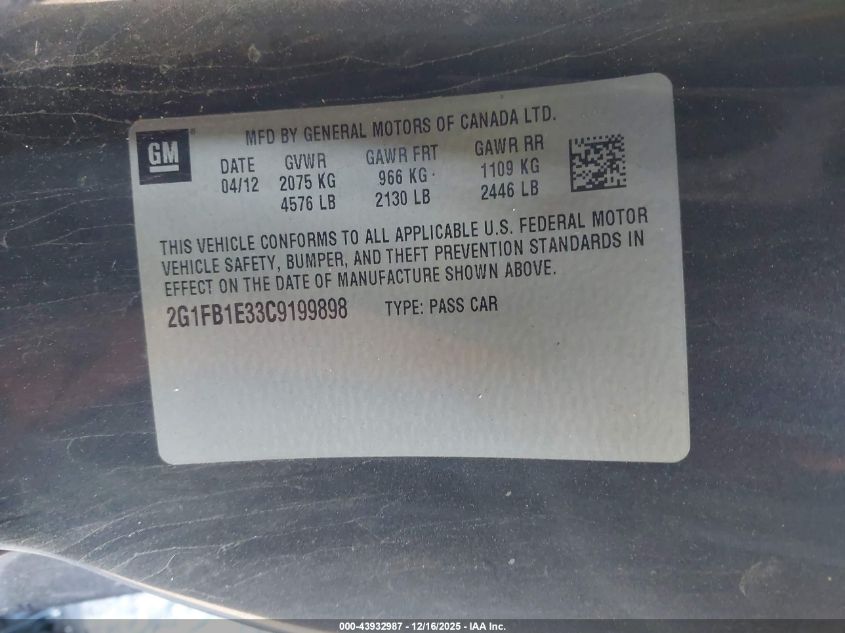 GM
MFD BY GENERAL MOTORS OF CANADA LTD.
DATE GVWR GAWR FRT GAWR RR
04/12 2075 KG 966 KG 1109 KG
4576 LB 2130 LB 2446 LB
THIS VEHICLE CONFORMS TO ALL APPLICABLE U.S. FEDERAL MOTOR
VEHICLE SAFETY, BUMPER, AND THEFT PREVENTION STANDARDS IN
EFFECT ON THE DATE OF MANUFACTURE SHOWN ABOVE.
2G1FB1E33C9199898 TYPE: PASS CAR
000-43932987 - 12/16/2025 - IAA Inc.